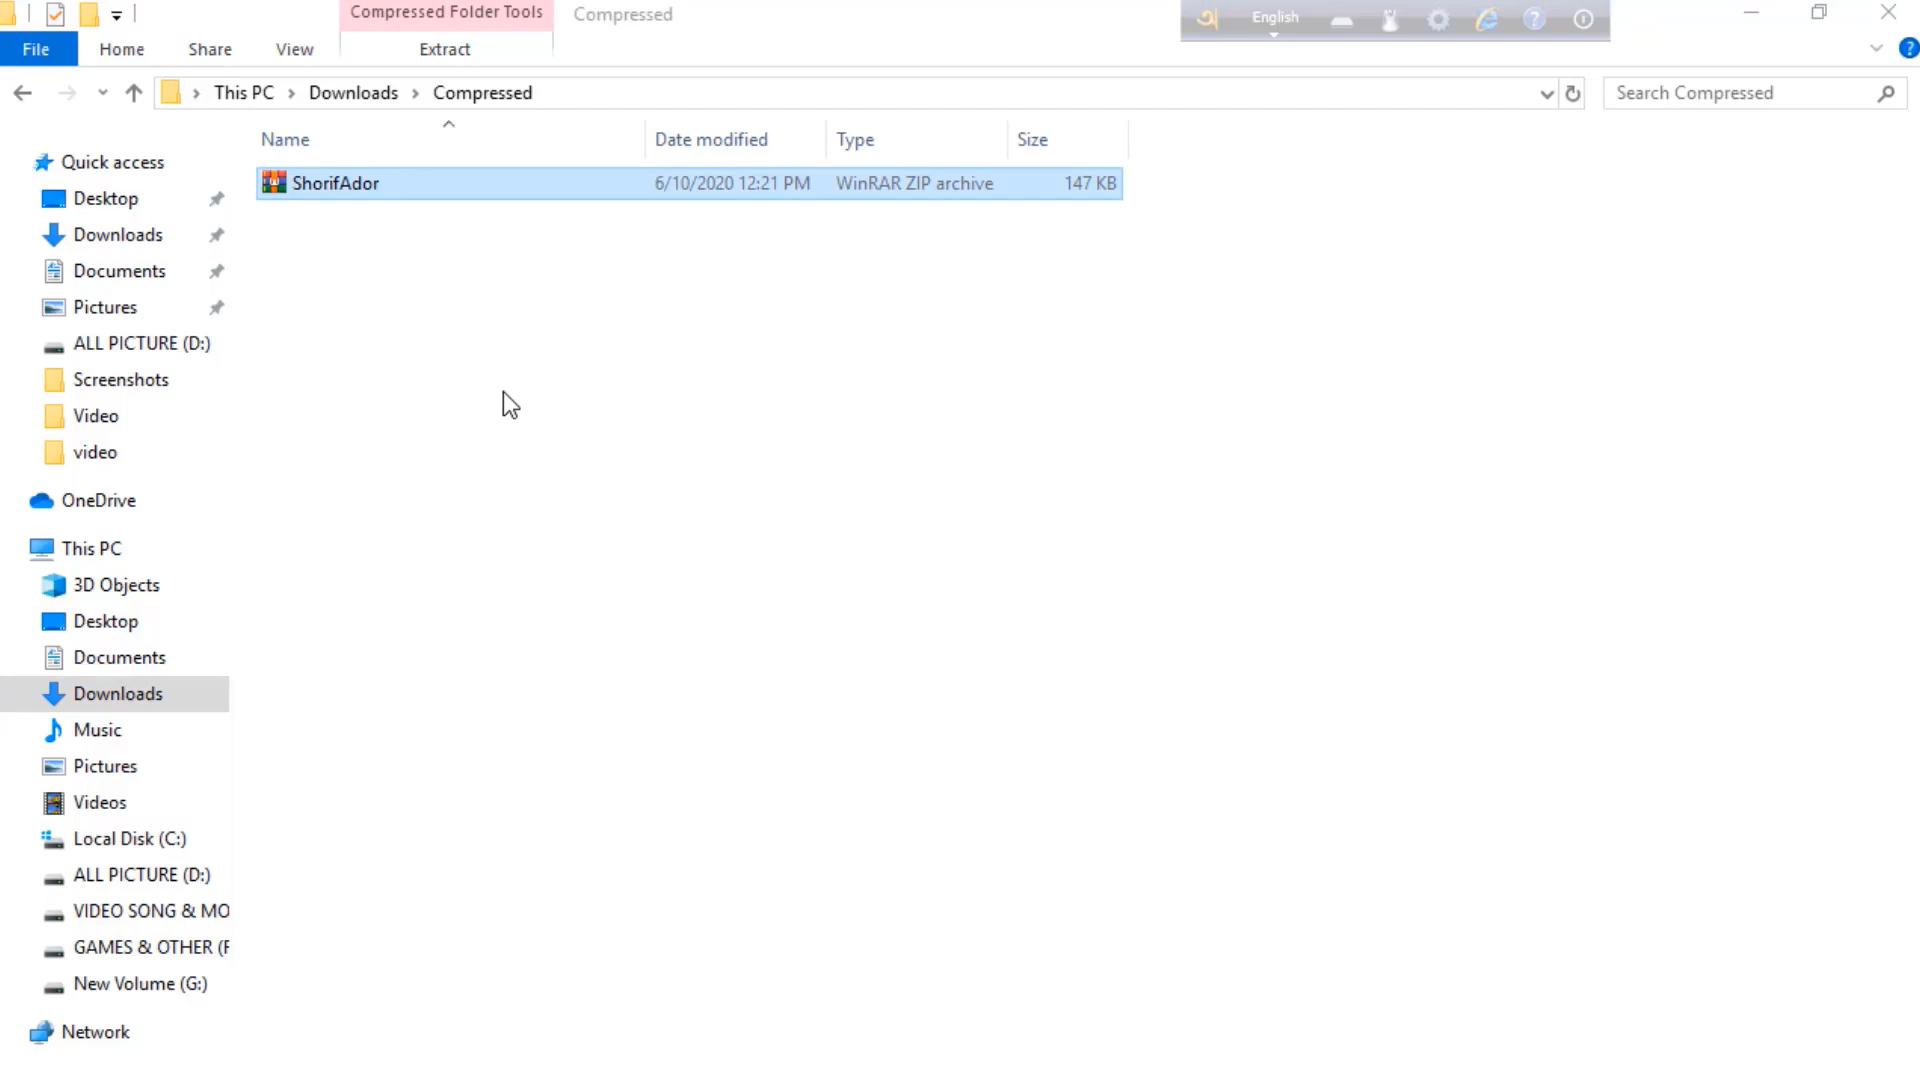 Compressed Folder Tools
Compressed
অ
English
File
Home
Share
View
Extract
This PC
Downloads
Compressed
Search Compressed
Name
Date modified
Type
Size
ShorifAdor
6/10/2020 12:21 PM
WinRAR ZIP archive
147 KB
Quick access
Desktop
Downloads
Documents
Pictures
ALL PICTURE (D:)
Screenshots
Video
video
OneDrive
This PC
3D Objects
Desktop
Documents
Downloads
Music
Pictures
Videos
Local Disk (C:)
ALL PICTURE (D:)
VIDEO SONG & MO
GAMES & OTHER (F
New Volume (G:)
Network